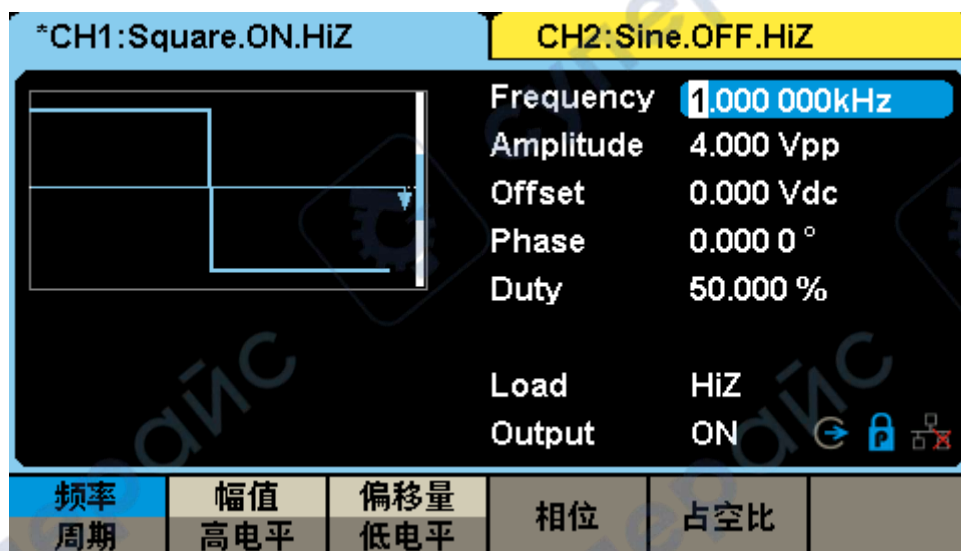 *CH1:Square.ON.HiZ
CH2:Sine.OFF.HiZ
Frequency 1.000 000kHz
Amplitude 4.000 Vpp
Offset 0.000 Vdc
Phase 0.000 0 °
Duty 50.000 %
Load HiZ
Output ON
频率 幅值 偏移量 相位 占空比
周期 高电平 低电平